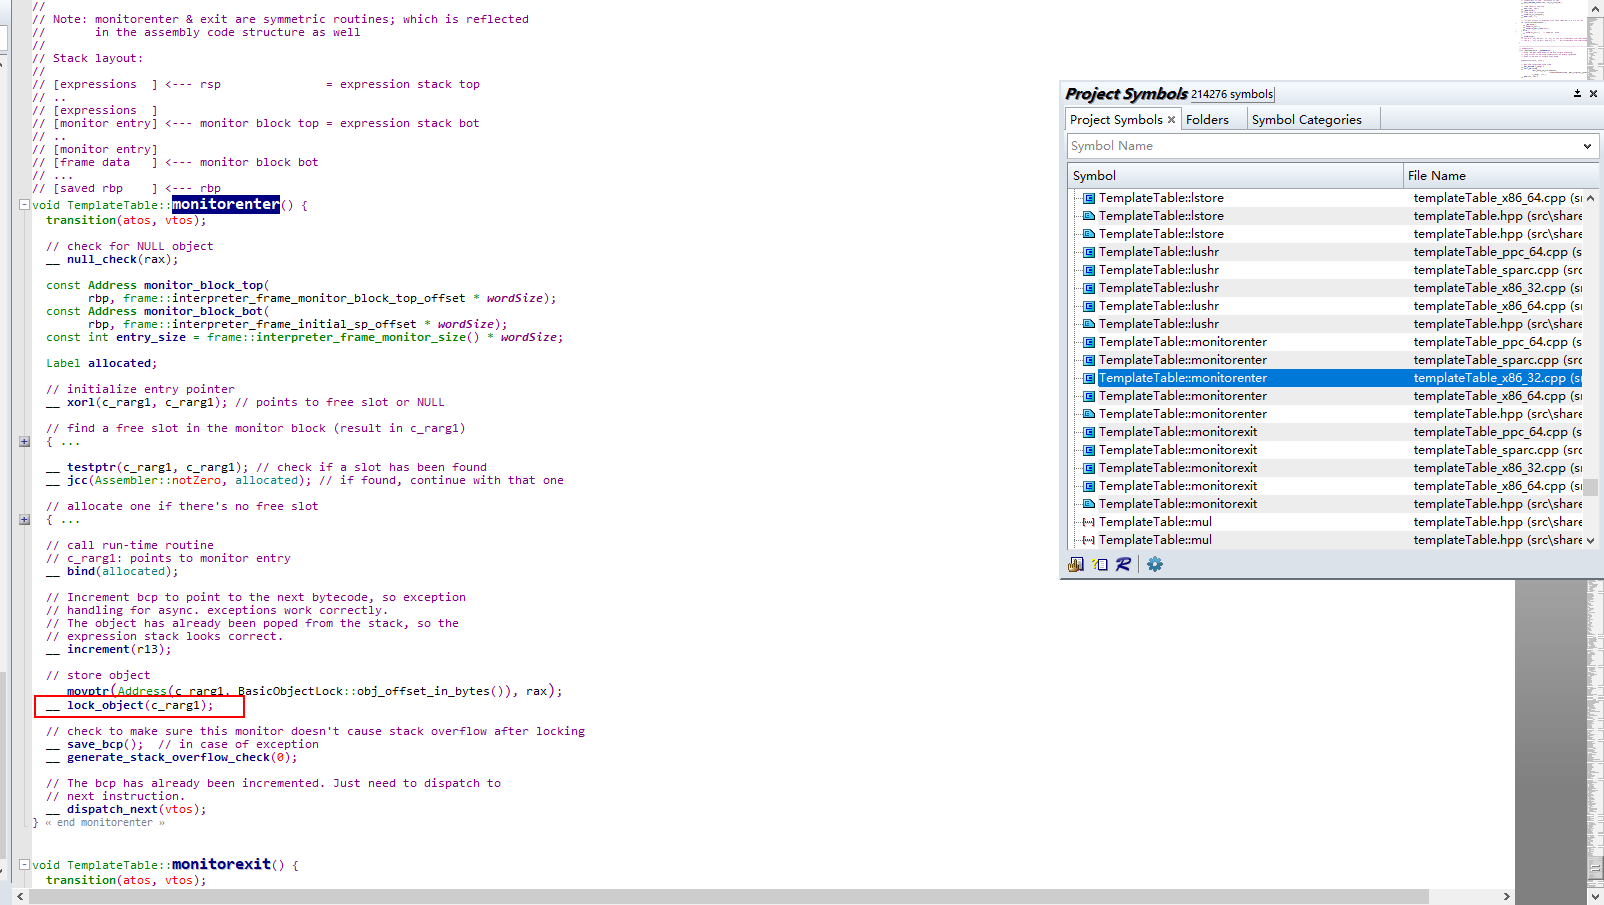 //
// Note: monitorenter & exit are symmetric routines; which is reflected
//       in the assembly code structure as well
//
// Stack layout:
//
// [expressions  ] <--- rsp               = expression stack top
// ..
// [expressions  ]
// [monitor entry] <--- monitor block top = expression stack bot
// ..
// [monitor entry]
// [frame data   ] <--- monitor block bot
// ...
// [saved rbp    ] <--- rbp
void TemplateTable::monitorenter() {
  transition(atos, vtos);
  // check for NULL object
  __ null_check(rax);
  const Address monitor_block_top(
        rbp, frame::interpreter_frame_monitor_block_top_offset * wordSize);
  const Address monitor_block_bot(
        rbp, frame::interpreter_frame_initial_sp_offset * wordSize);
  const int entry_size = frame::interpreter_frame_monitor_size() * wordSize;
  Label allocated;
  // initialize entry pointer
  __ xorl(c_rarg1, c_rarg1); // points to free slot or NULL
  // find a free slot in the monitor block (result in c_rarg1)
  { ...
  __ testptr(c_rarg1, c_rarg1); // check if a slot has been found
  __ jcc(Assembler::notZero, allocated); // if found, continue with that one
  // allocate one if there's no free slot
  { ...
  // call run-time routine
  // c_rarg1: points to monitor entry
  __ bind(allocated);
  // Increment bcp to point to the next bytecode, so exception
  // handling for async. exceptions work correctly.
  // The object has already been poped from the stack, so the
  // expression stack looks correct.
  __ increment(r13);
  // store object
  movptr(Address(c_rarg1, BasicObjectLock::obj_offset_in_bytes()), rax);
  __ lock_object(c_rarg1);
  // check to make sure this monitor doesn't cause stack overflow after locking
  __ save_bcp();  // in case of exception
  __ generate_stack_overflow_check(0);
  // The bcp has already been incremented. Just need to dispatch to
  // next instruction.
  __ dispatch_next(vtos);
} « end monitorenter »
void TemplateTable::monitorexit() {
  transition(atos, vtos);
Project Symbols 214276 symbols
Project Symbols Folders Symbol Categories
Symbol Name
Symbol File Name
TemplateTable::lstore templateTable_x86_64.cpp (sr
TemplateTable::lstore templateTable.hpp (src\share
TemplateTable::lstore templateTable.hpp (src\share
TemplateTable::lushr templateTable_ppc_64.cpp (s
TemplateTable::lushr templateTable_sparc.cpp (src
TemplateTable::lushr templateTable_x86_32.cpp (sr
TemplateTable::lushr templateTable_x86_64.cpp (sr
TemplateTable::lushr templateTable.hpp (src\share
TemplateTable::monitorenter templateTable_ppc_64.cpp (s
TemplateTable::monitorenter templateTable_sparc.cpp (src
TemplateTable::monitorenter templateTable_x86_32.cpp (sr
TemplateTable::monitorenter templateTable_x86_64.cpp (sr
TemplateTable::monitorenter templateTable.hpp (src\share
TemplateTable::monitorexit templateTable_ppc_64.cpp (s
TemplateTable::monitorexit templateTable_sparc.cpp (src
TemplateTable::monitorexit templateTable_x86_32.cpp (sr
TemplateTable::monitorexit templateTable_x86_64.cpp (sr
TemplateTable::monitorexit templateTable.hpp (src\share
TemplateTable::mul templateTable.hpp (src\share
TemplateTable::mul templateTable.hpp (src\share